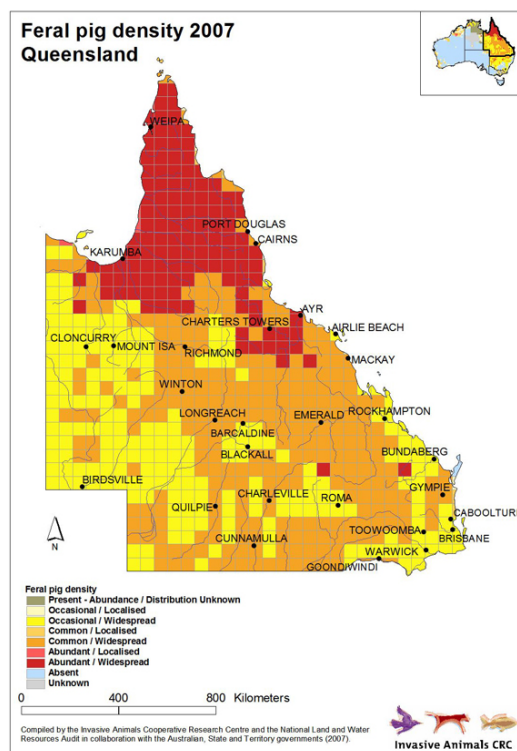 Feral pig density 2007
Queensland
WEIPA
PORT DOUGLAS
CAIRNS
KARUMBA
AYR
CHARTERS TOWERS
AIRLIE BEACH
CLONCURRY
MOUNT ISA
RICHMOND
MACKAY
WINTON
LONGREACH
EMERALD
ROCKHAMPTON
BARCALDINE
BLACKALL
BUNDABERG
BIRDSVILLE
GYMPIE
QUILPIE
CHARLEVILLE
ROMA
CABOOLTURE
TOOWOOMBA
BRISBANE
CUNNAMULLA
WARWICK
GOONDIWINDI
N
Feral pig density
Present - Abundance / Distribution Unknown
Occasional / Localised
Occasional / Widespread
Common / Localised
Common / Widespread
Abundant / Localised
Abundant / Widespread
Absent
Unknown
0 400 800 Kilometers
Compiled by the Invasive Animals Cooperative Research Centre and the National Land and Water
Resources Audit in collaboration with the Australian, State and Territory governments (2007).
Invasive Animals CRC